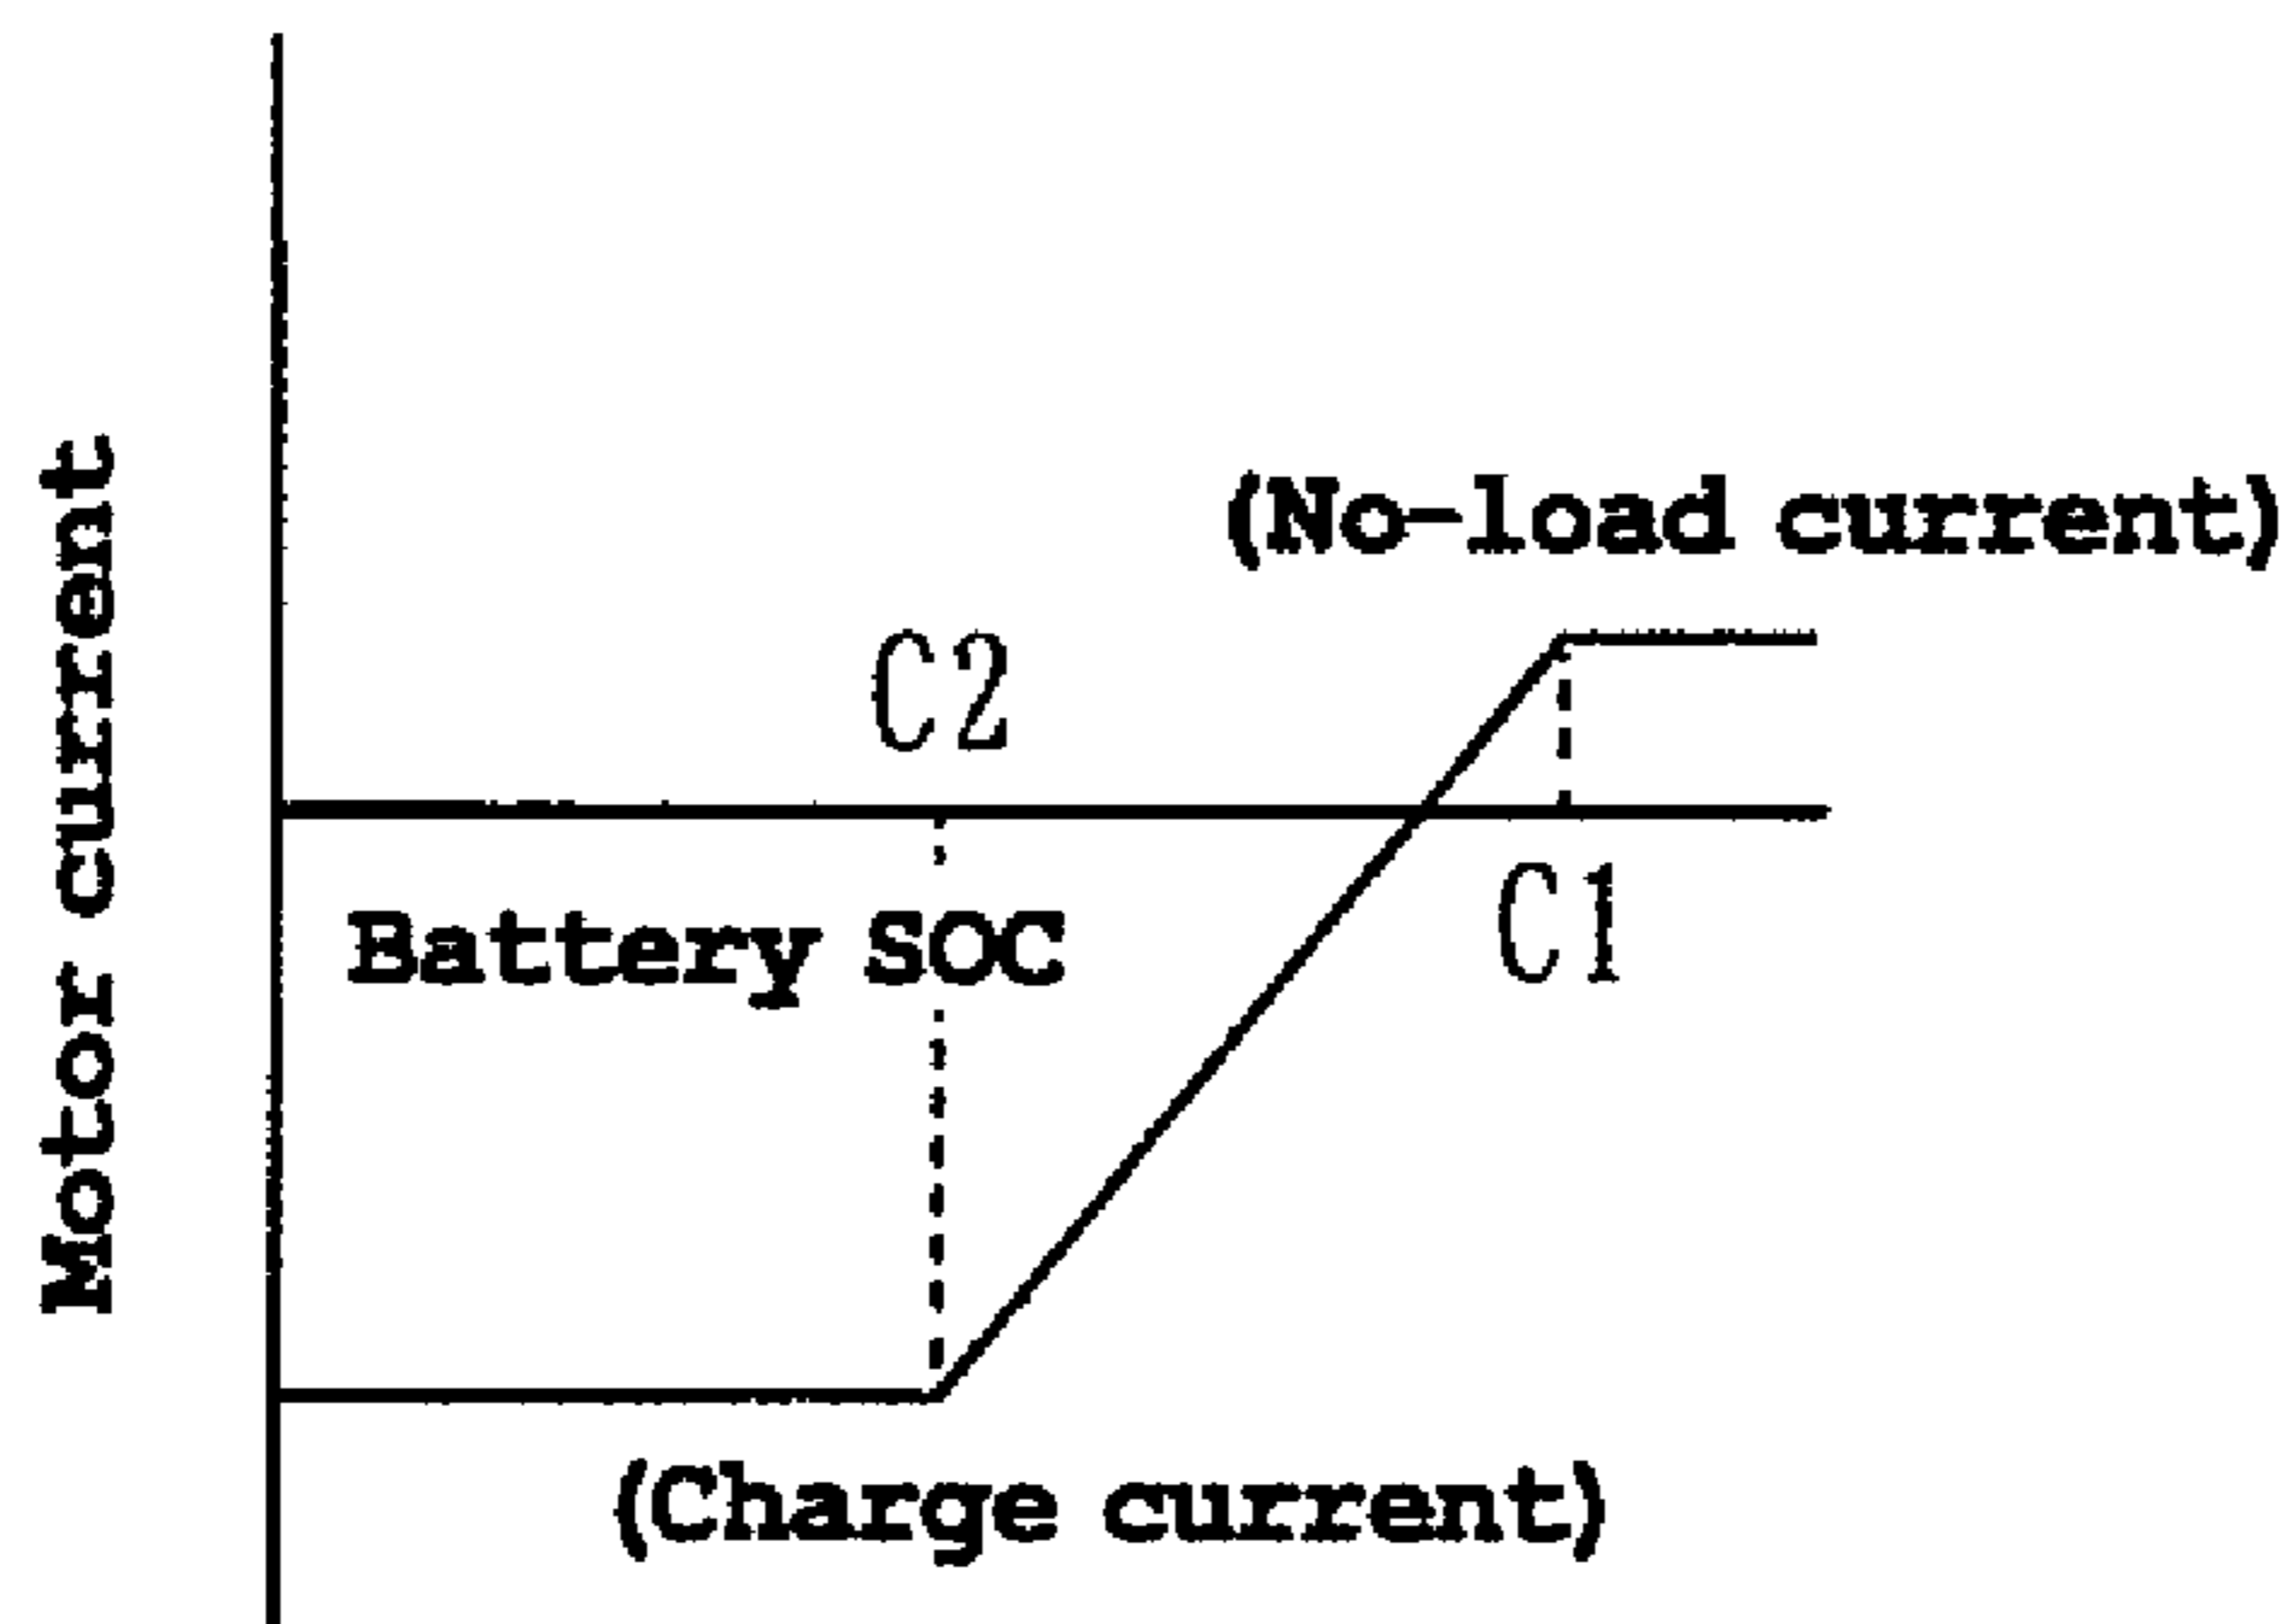 Motor current
(No-load current)
C2
Battery SOC
C1
(Charge current)